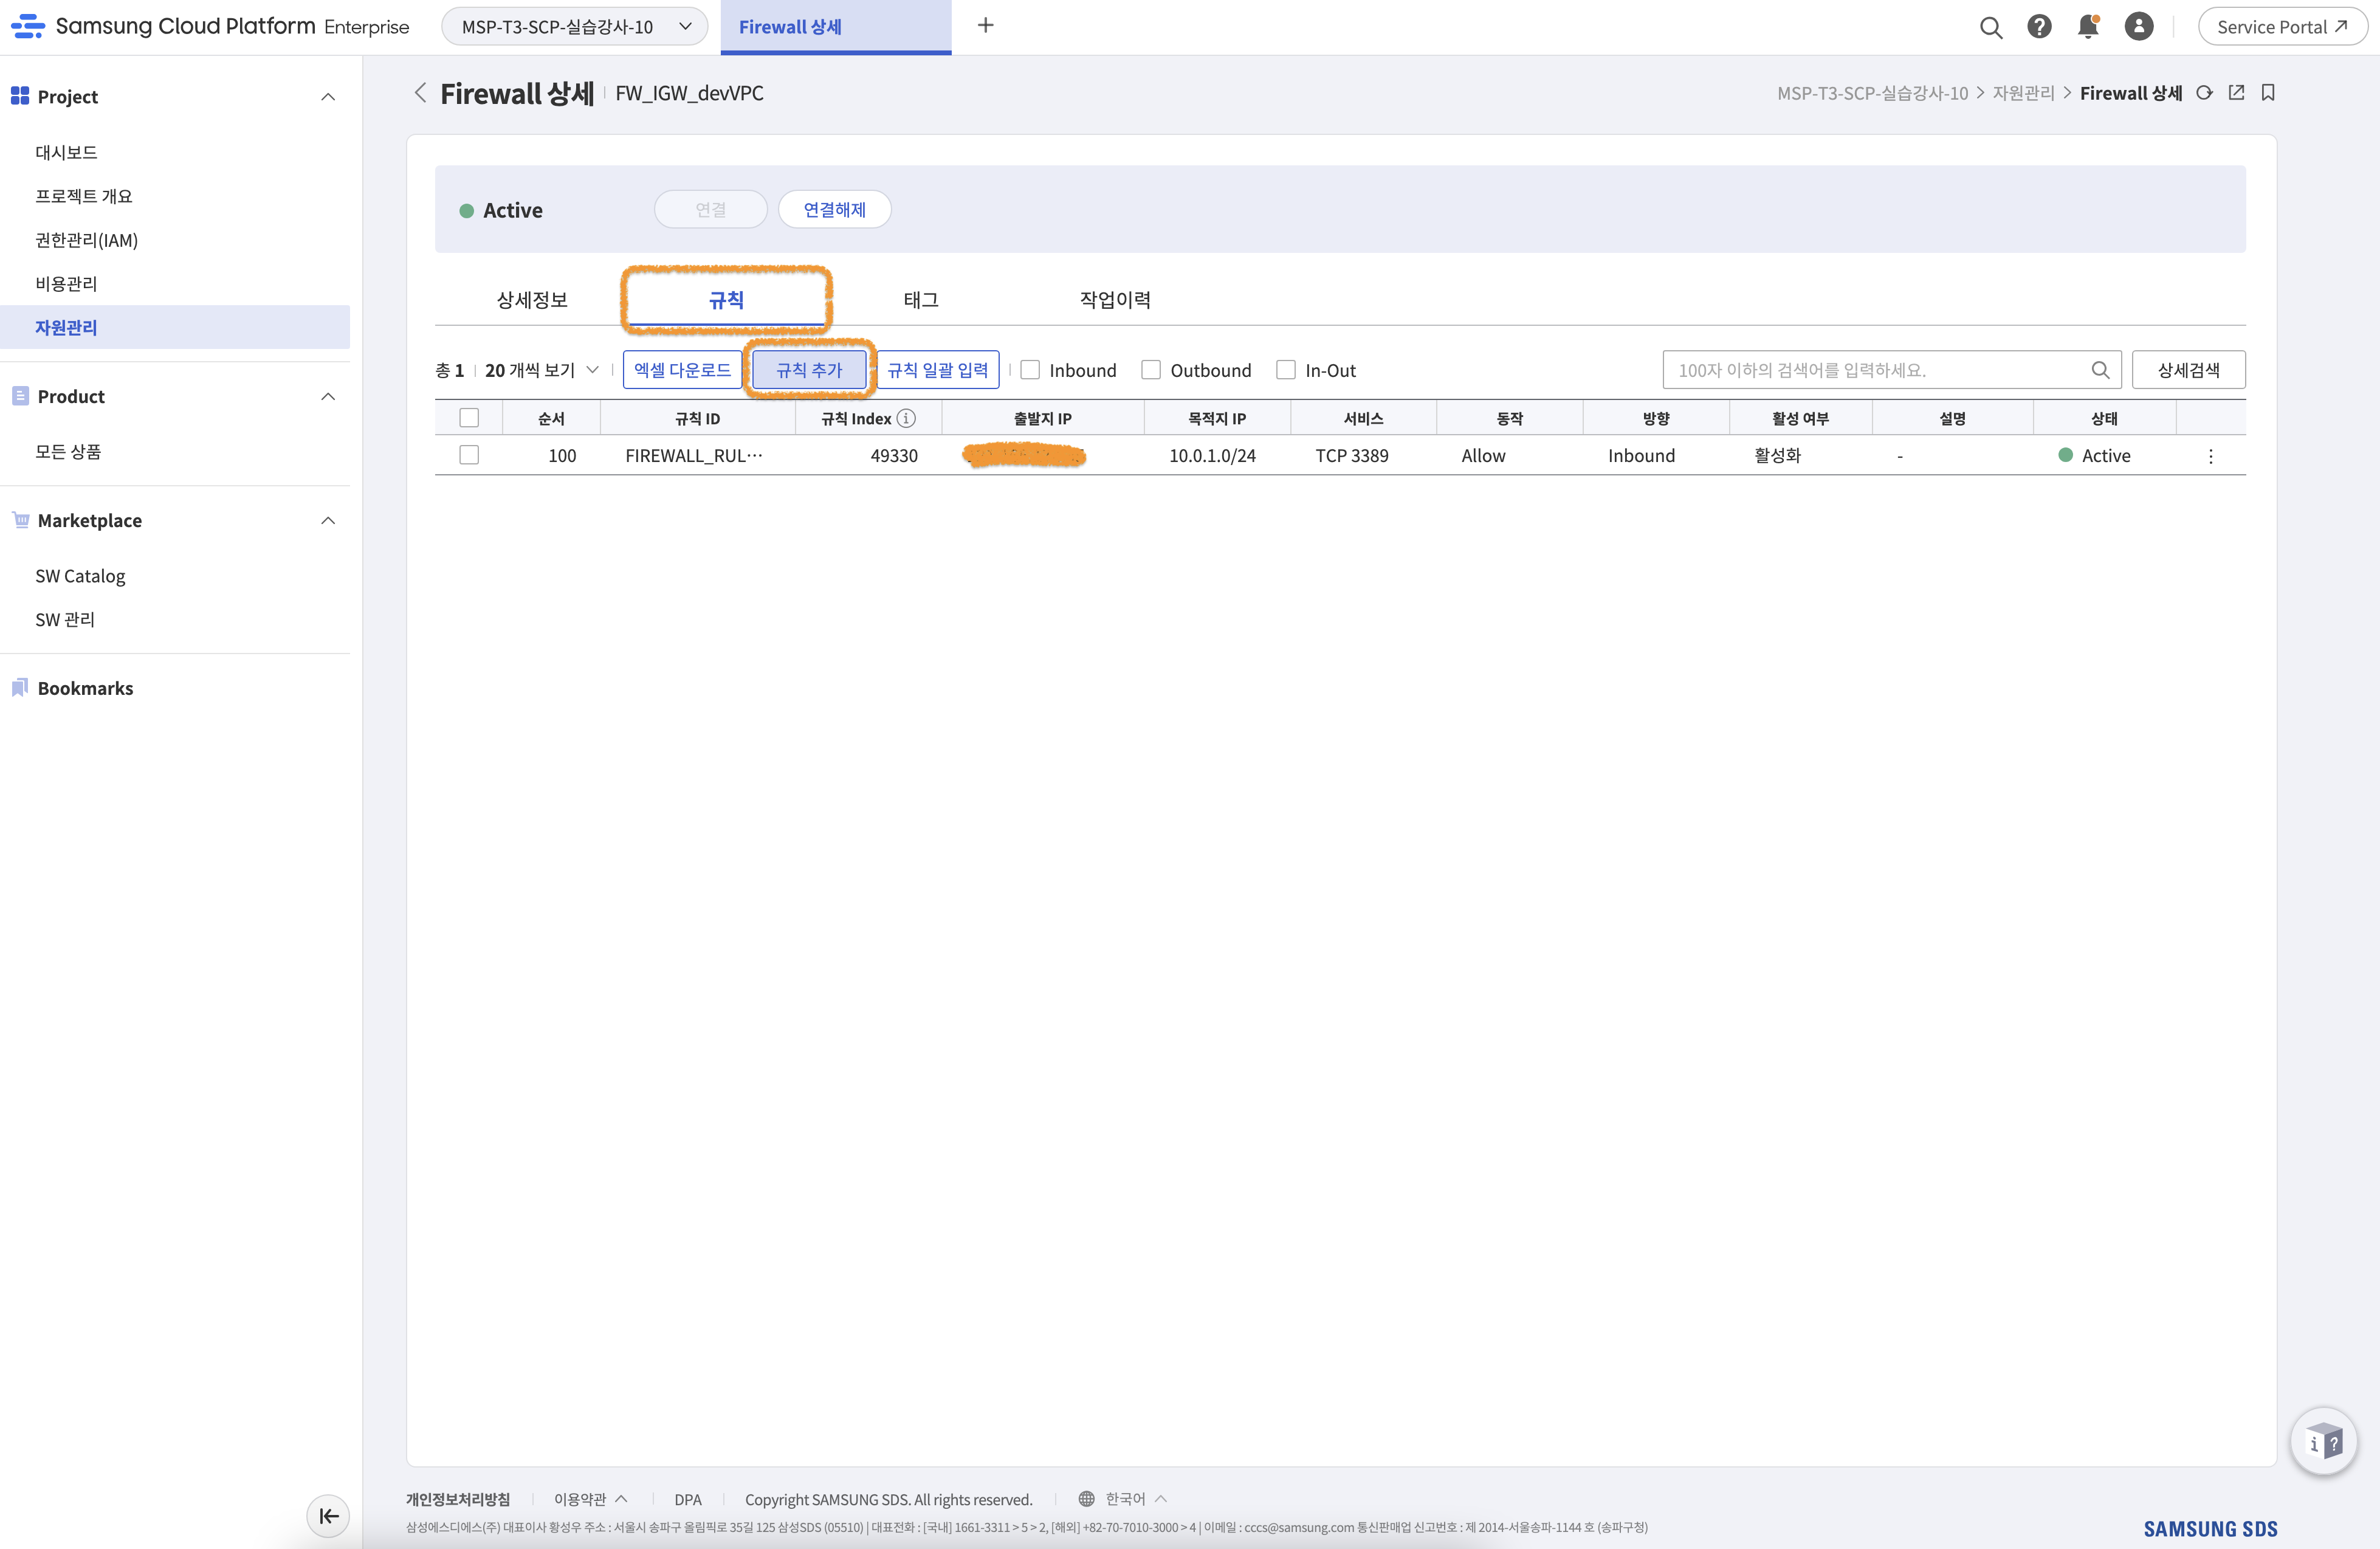 Samsung Cloud Platform Enterprise
MSP-T3-SCP-실습강사-10
Firewall 상세
Service Portal
Project
대시보드
프로젝트 개요
권한관리(IAM)
비용관리
자원관리
Product
모든 상품
Marketplace
SW Catalog
SW 관리
Bookmarks
Firewall 상세 FW_IGW_devVPC
MSP-T3-SCP-실습강사-10 > 자원관리 > Firewall 상세
Active 연결 연결해제
상세정보 규칙 태그 작업이력
총 1 20 개씩 보기 엑셀 다운로드 규칙 추가 규칙 일괄 입력 Inbound Outbound In-Out 100자 이하의 검색어를 입력하세요. 상세검색
순서 규칙 ID 규칙 Index 출발지 IP 목적지 IP 서비스 동작 방향 활성 여부 설명 상태
100 FIREWALL_RUL··· 49330 10.0.1.0/24 TCP 3389 Allow Inbound 활성화 - Active
개인정보처리방침 이용약관 DPA Copyright SAMSUNG SDS. All rights reserved. 한국어
삼성에스디에스(주) 대표이사 황성우 주소 : 서울시 송파구 올림픽로 35길 125 삼성SDS (05510) | 대표전화 : [국내] 1661-3311 > 5 > 2, [해외] +82-70-7010-3000 > 4 | 이메일 : cccs@samsung.com 통신판매업 신고번호 : 제 2014-서울송파-1144 호 (송파구청)
SAMSUNG SDS